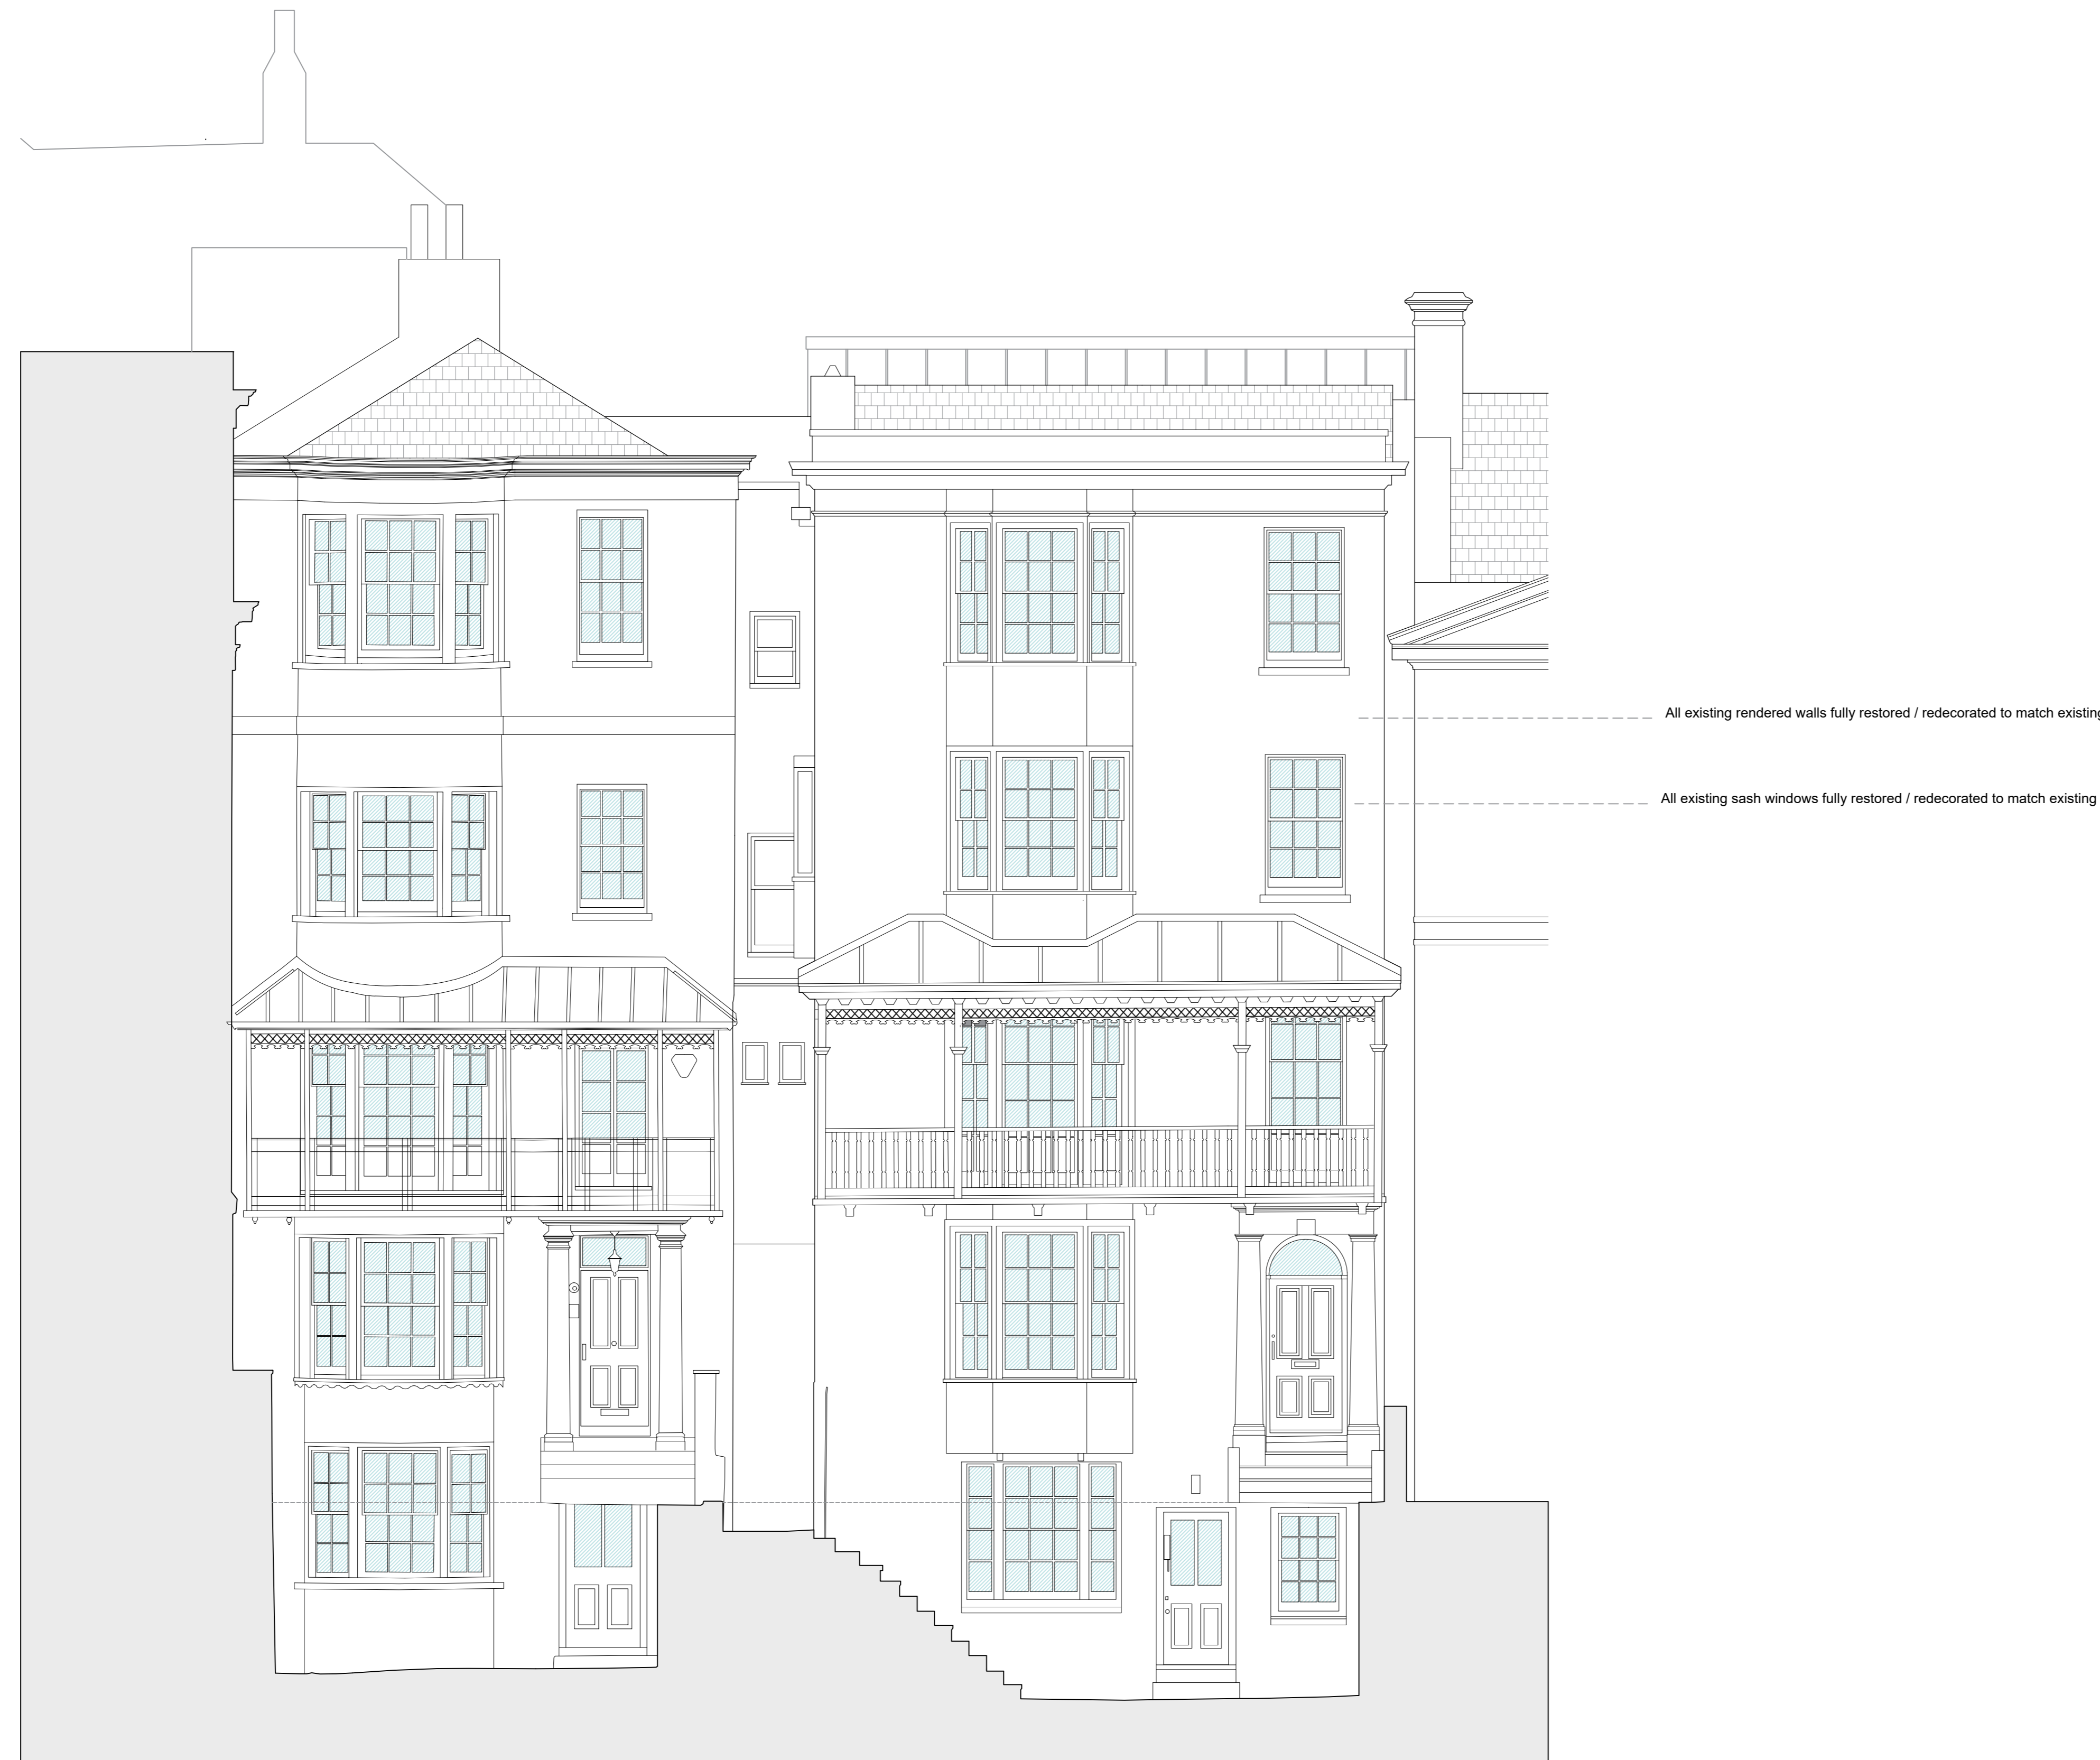 All existing rendered walls fully restored / redecorated to match existing
All existing sash windows fully restored / redecorated to match existing